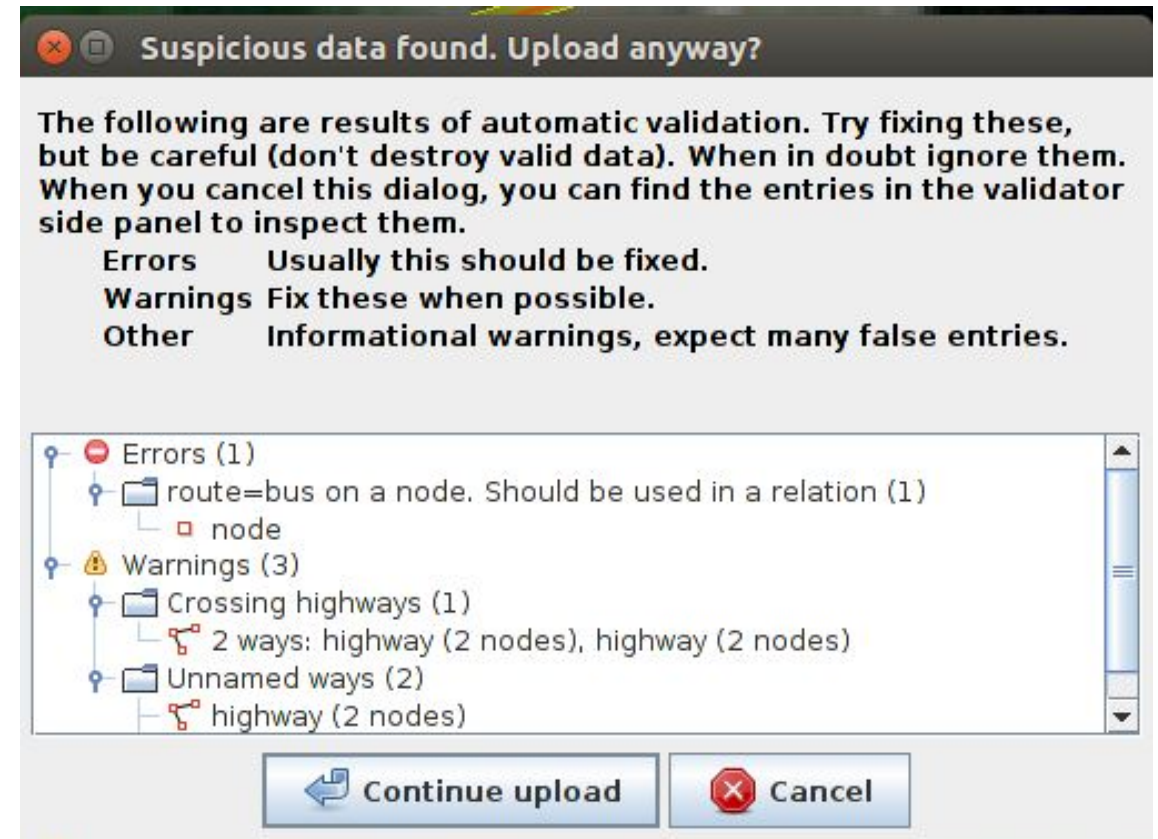 Suspicious data found. Upload anyway?
The following are results of automatic validation. Try fixing these,
but be careful (don't destroy valid data). When in doubt ignore them.
When you cancel this dialog, you can find the entries in the validator
side panel to inspect them.
Errors Usually this should be fixed.
Warnings Fix these when possible.
Other Informational warnings, expect many false entries.
Errors (1)
route=bus on a node. Should be used in a relation (1)
node
Warnings (3)
Crossing highways (1)
2 ways: highway (2 nodes), highway (2 nodes)
Unnamed ways (2)
highway (2 nodes)
Continue upload Cancel